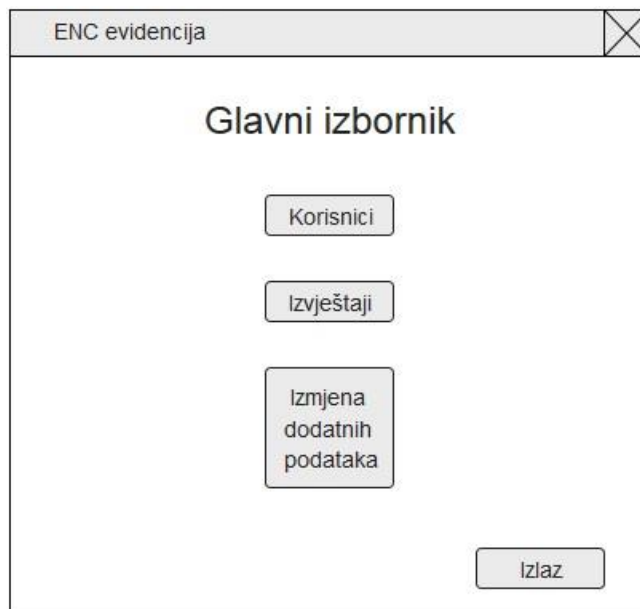 ENC evidencija
Glavni izbornik
Korisnici
Izvještaji
Izmjena
dodatnih
podataka
Izlaz